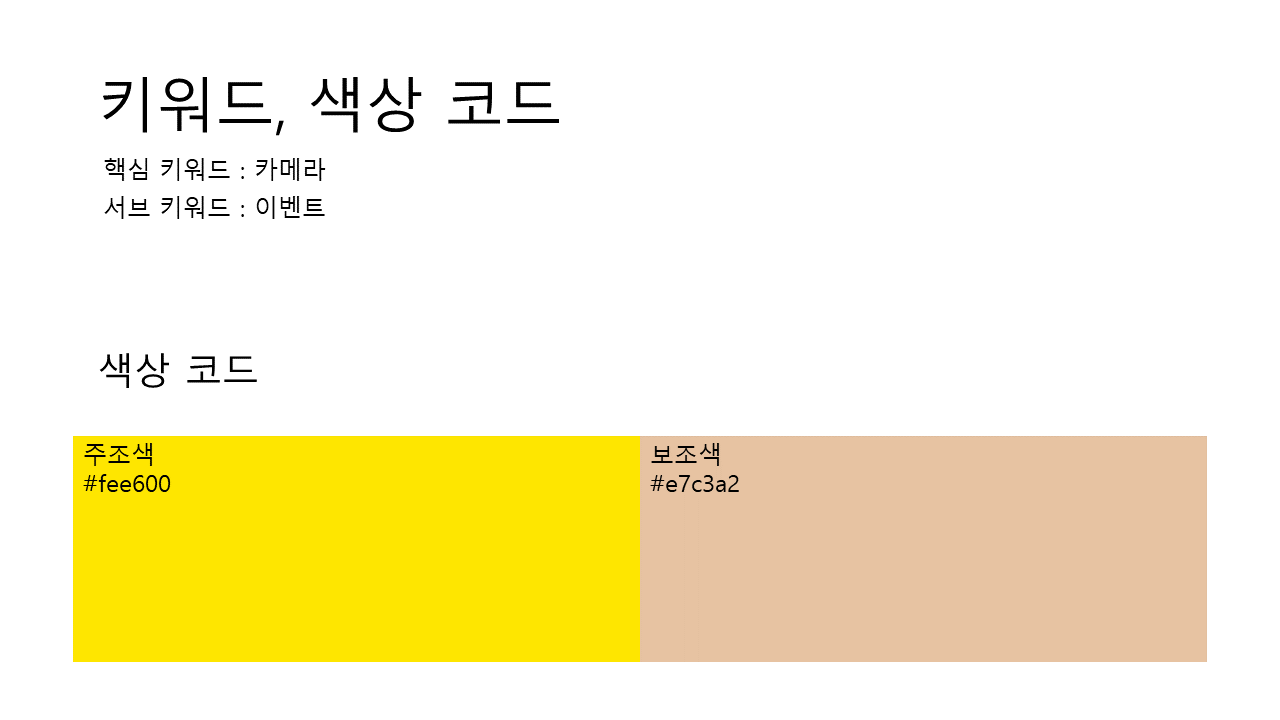 키워드, 색상 코드
핵심 키워드 : 카메라
서브 키워드 : 이벤트
색상 코드
주조색
#fee600
보조색
#e7c3a2